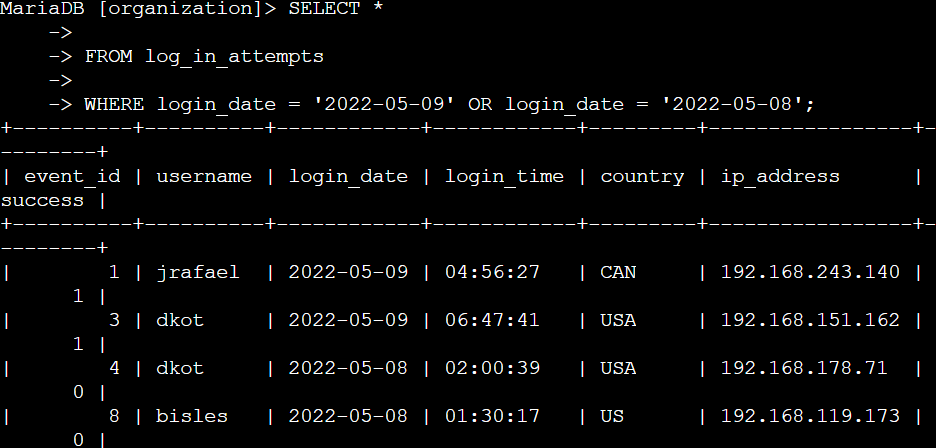 MariaDB [organization]> SELECT *
    ->
    -> FROM log_in_attempts
    ->
    -> WHERE login_date = '2022-05-09' OR login_date = '2022-05-08';
+----------+----------+------------+------------+---------+-----------------+-
--------+
| event_id | username | login_date | login_time | country | ip_address      |
success |
+----------+----------+------------+------------+---------+-----------------+-
--------+
|        1 | jrafael  | 2022-05-09 | 04:56:27   | CAN     | 192.168.243.140 |
      1 |
|        3 | dkot     | 2022-05-09 | 06:47:41   | USA     | 192.168.151.162 |
      1 |
|        4 | dkot     | 2022-05-08 | 02:00:39   | USA     | 192.168.178.71  |
      0 |
|        8 | bisles   | 2022-05-08 | 01:30:17   | US      | 192.168.119.173 |
      0 |